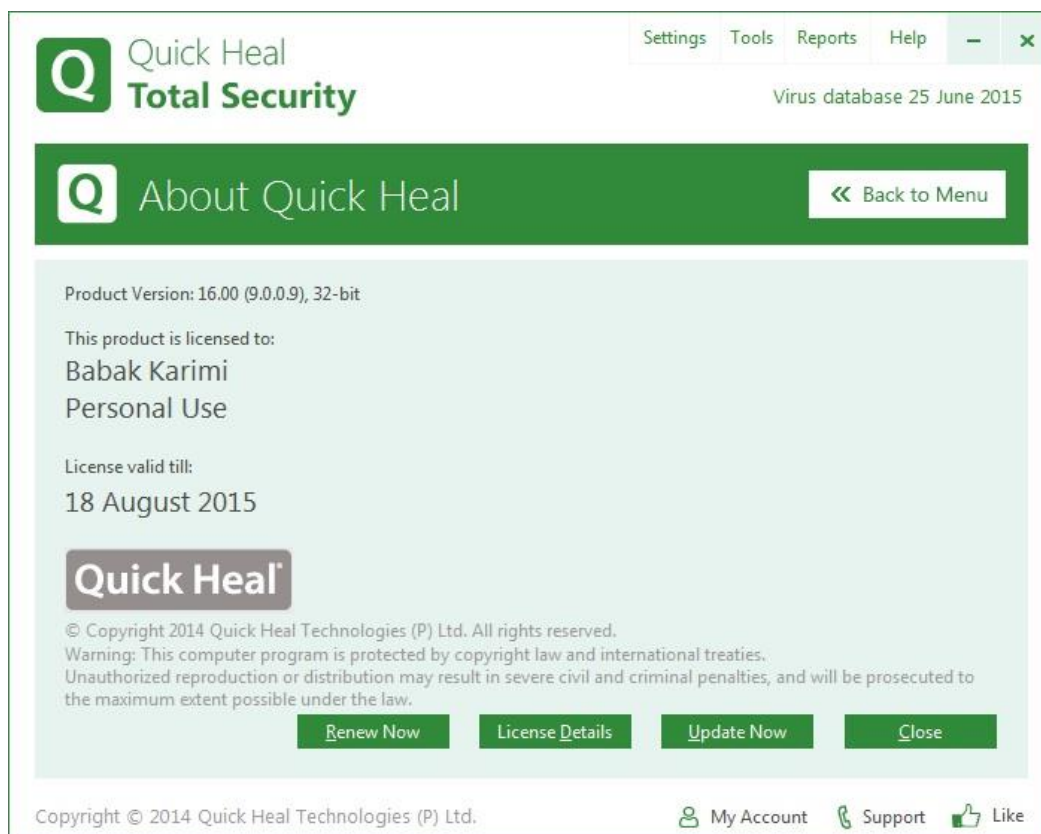 Q
Quick Heal
Total Security
Settings Tools Reports Help
Virus database 25 June 2015
Q
About Quick Heal
Back to Menu
Product Version: 16.00 (9.0.0.9), 32-bit
This product is licensed to:
Babak Karimi
Personal Use
License valid till:
18 August 2015
Quick Heal®
© Copyright 2014 Quick Heal Technologies (P) Ltd. All rights reserved.
Warning: This computer program is protected by copyright law and international treaties.
Unauthorized reproduction or distribution may result in severe civil and criminal penalties, and will be prosecuted to
the maximum extent possible under the law.
Renew Now License Details Update Now Close
Copyright © 2014 Quick Heal Technologies (P) Ltd. My Account Support Like